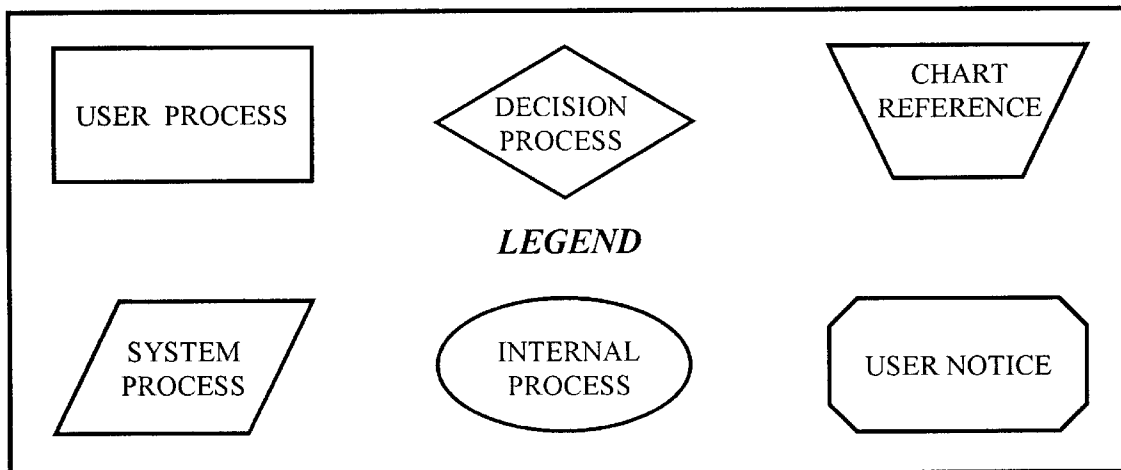 USER PROCESS
DECISION
PROCESS
CHART
REFERENCE
LEGEND
SYSTEM
PROCESS
INTERNAL
PROCESS
USER NOTICE